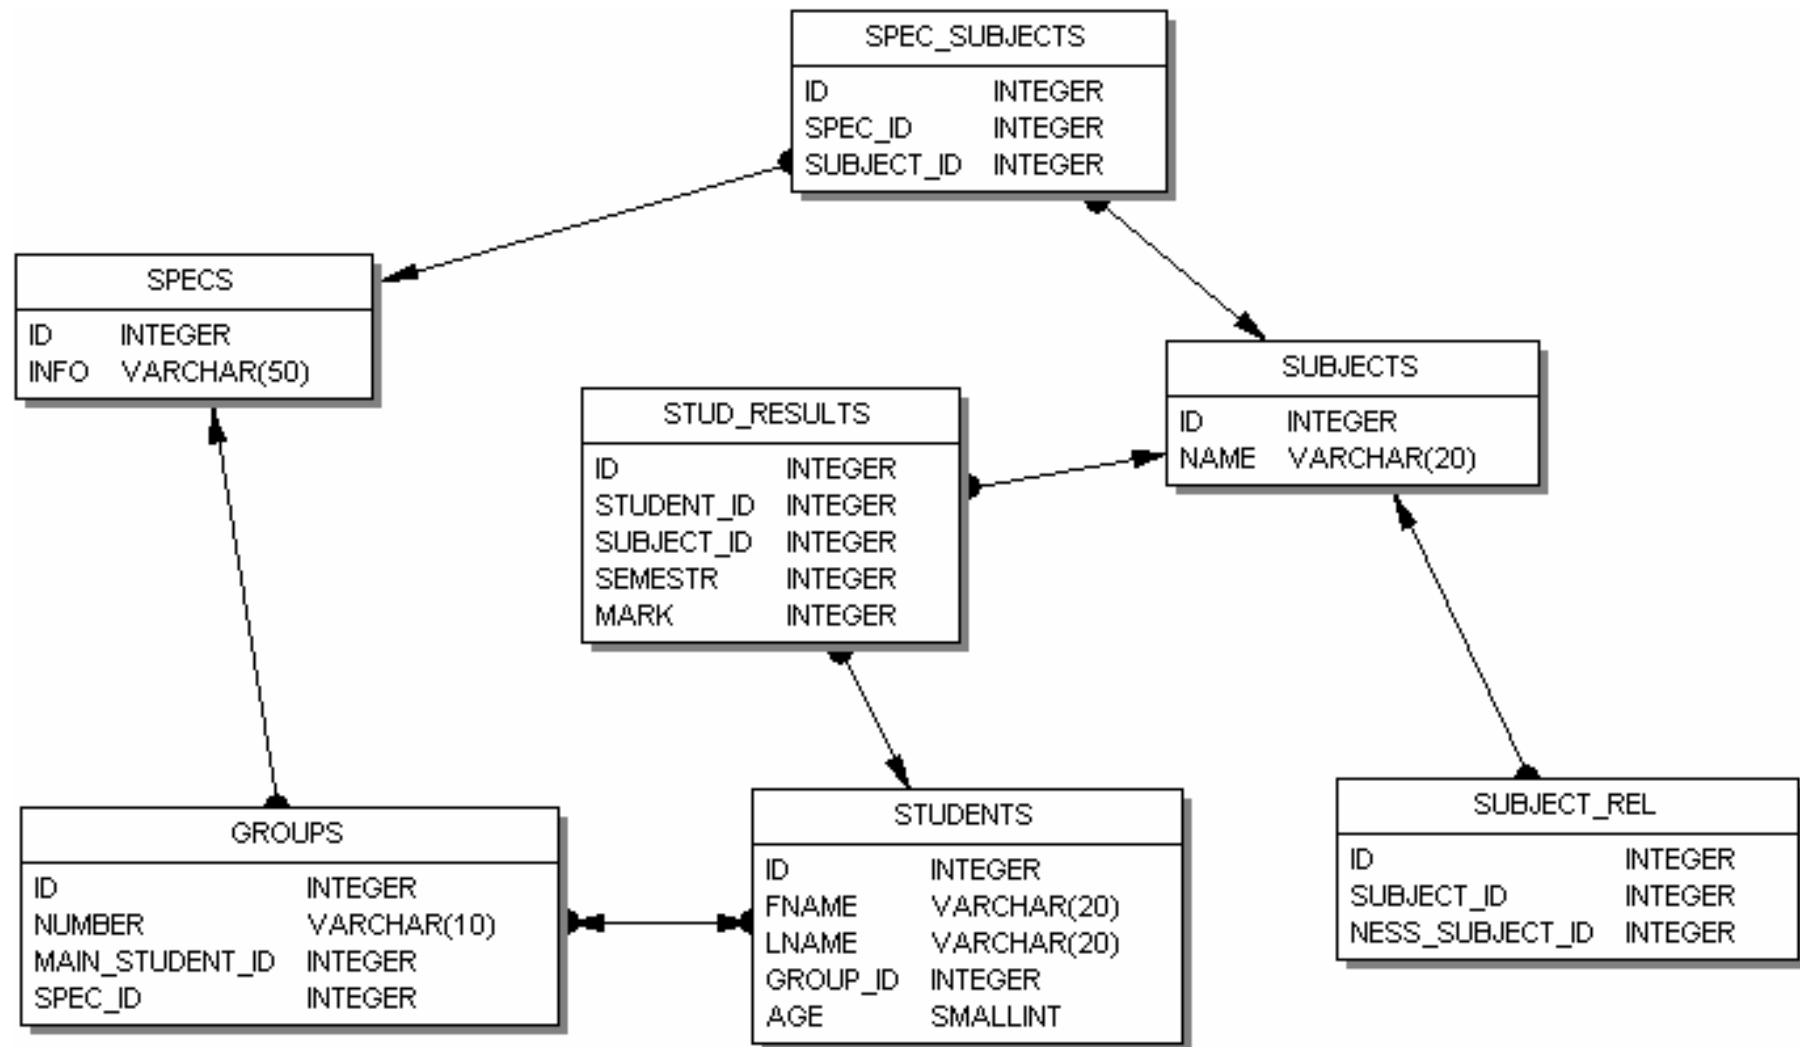 SPEC_SUBJECTS
ID INTEGER
SPEC_ID INTEGER
SUBJECT_ID INTEGER
SPECS
ID INTEGER
INFO VARCHAR(50)
SUBJECTS
ID INTEGER
NAME VARCHAR(20)
STUD_RESULTS
ID INTEGER
STUDENT_ID INTEGER
SUBJECT_ID INTEGER
SEMESTR INTEGER
MARK INTEGER
GROUPS
ID INTEGER
NUMBER VARCHAR(10)
MAIN_STUDENT_ID INTEGER
SPEC_ID INTEGER
STUDENTS
ID INTEGER
FNAME VARCHAR(20)
LNAME VARCHAR(20)
GROUP_ID INTEGER
AGE SMALLINT
SUBJECT_REL
ID INTEGER
SUBJECT_ID INTEGER
NESS_SUBJECT_ID INTEGER